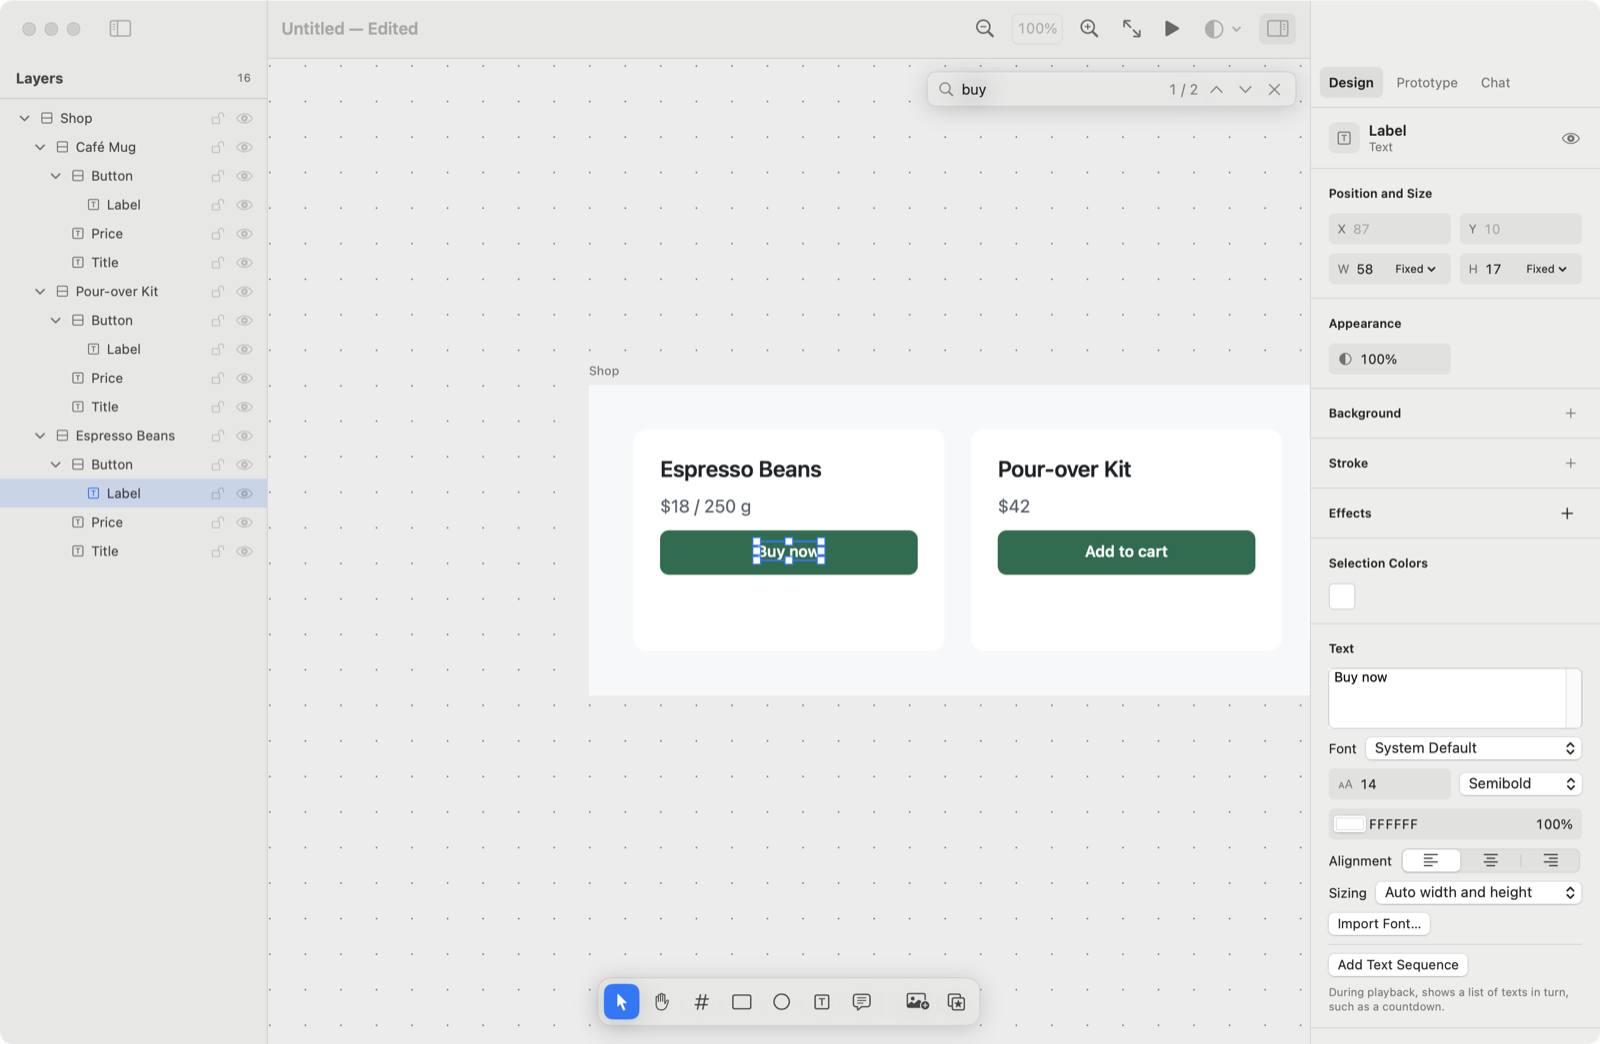 Untitled — Edited
100%
Layers
16
Shop
Café Mug
Button
Label
Price
Title
Pour-over Kit
Button
Label
Price
Title
Espresso Beans
Button
Label
Price
Title
buy
1 / 2
Shop
Espresso Beans
$18 / 250 g
Buy now
Pour-over Kit
$42
Add to cart
Design
Prototype
Chat
Label
Text
Position and Size
X 87
Y 10
W 58 Fixed
H 17 Fixed
Appearance
100%
Background
Stroke
Effects
Selection Colors
Text
Buy now
Font System Default
AA 14
Semibold
FFFFFF 100%
Alignment
Sizing Auto width and height
Import Font...
Add Text Sequence
During playback, shows a list of texts in turn,
such as a countdown.